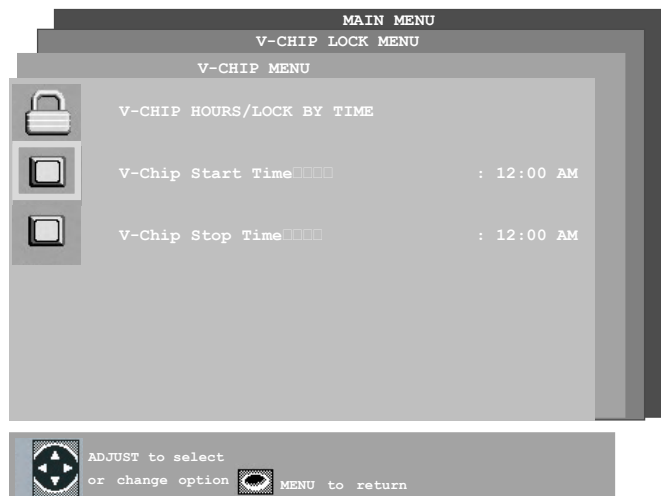 MAIN MENU
V-CHIP LOCK MENU
V-CHIP MENU
V-CHIP HOURS/LOCK BY TIME
V-Chip Start Time□□□□ : 12:00 AM
V-Chip Stop Time□□□□ : 12:00 AM
ADJUST to select
or change option MENU to return